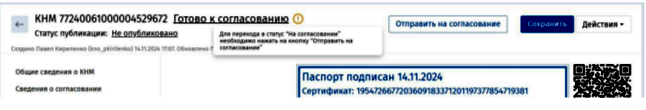 ← КНМ 77240061000004529672 Готово к согласованию
Отправить на согласование
Сохранить
Действия
Статус публикации: Не опубликовано
Для перехода в статус "На согласовании"
необходимо нажать на кнопку "Отправить на
согласование"
Создано Павел Кириленко (kno_pkirilenko) 14.11.2024 17:07. Обновлено
Общие сведения о КНМ
Сведения о согласовании
Паспорт подписан 14.11.2024
Сертификат: 195472667720360918337120119737785471938​1